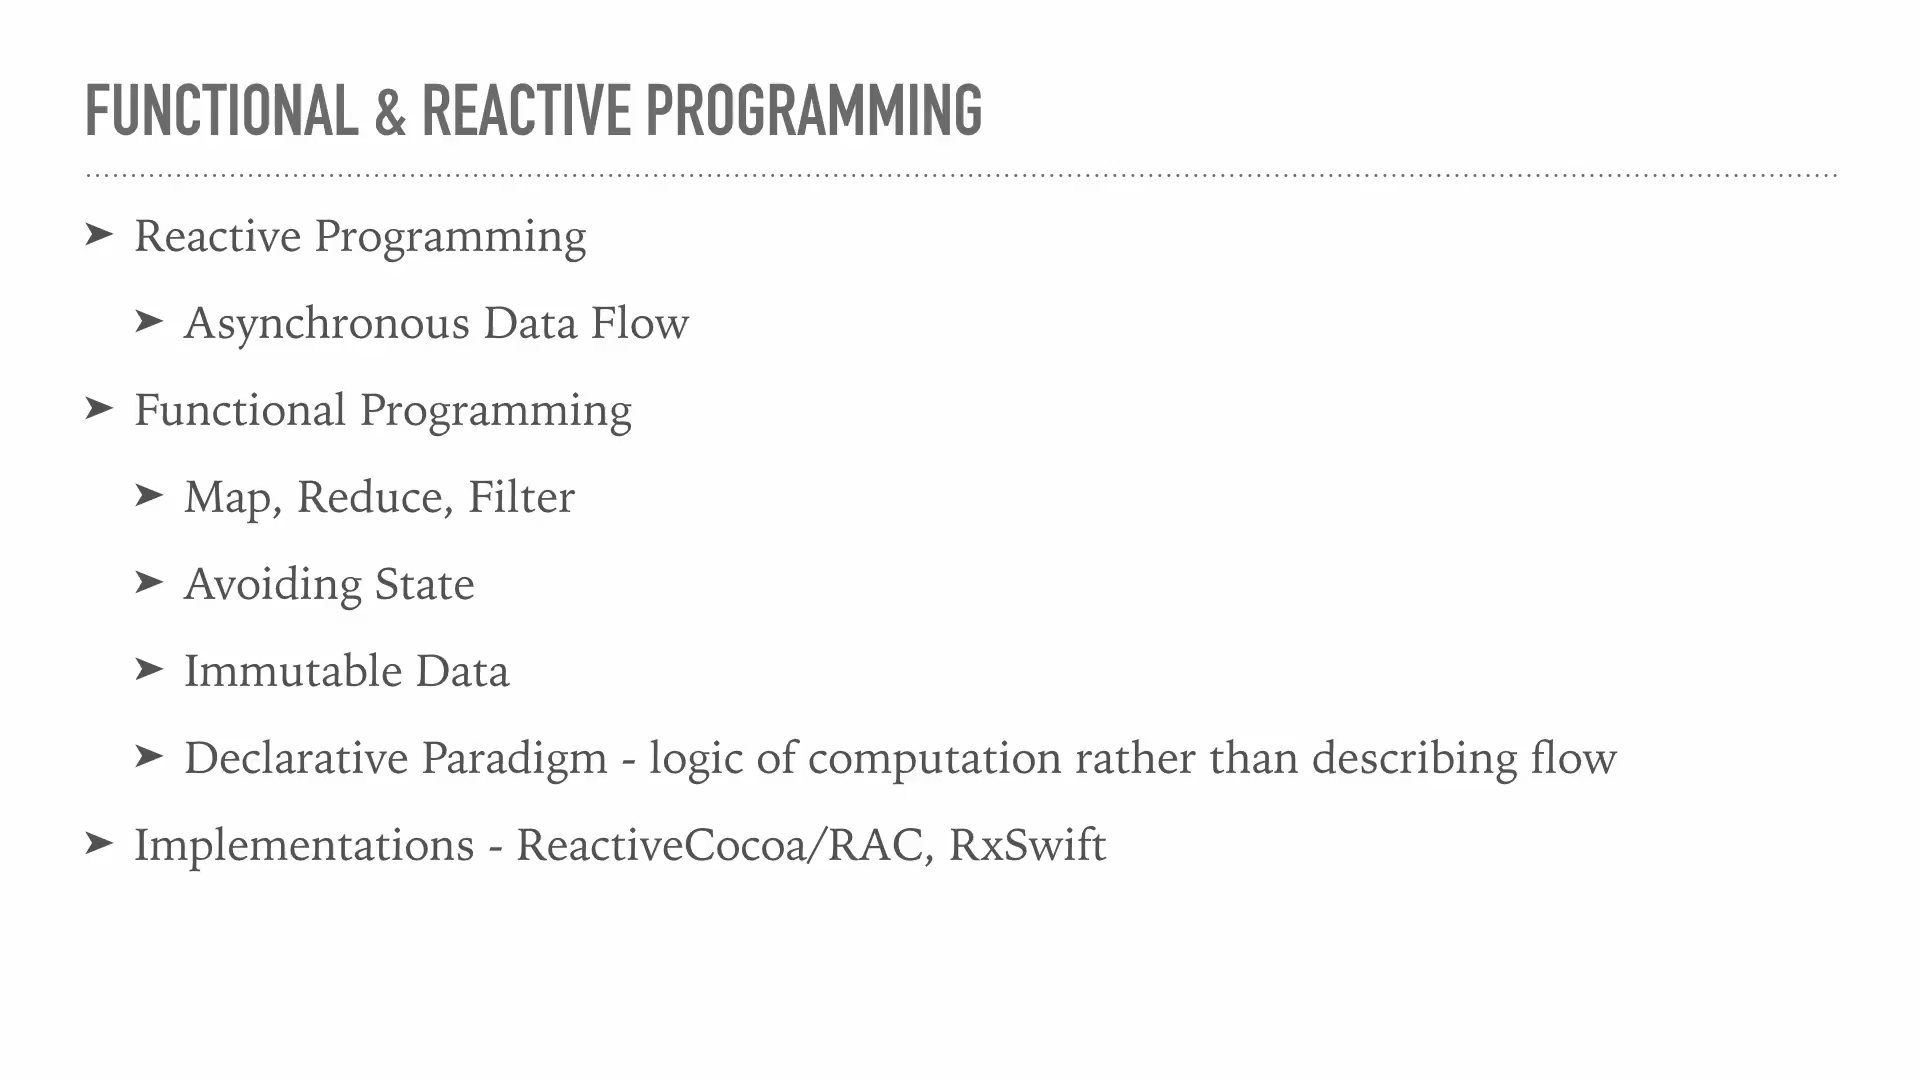 FUNCTIONAL & REACTIVE PROGRAMMING
➤ Reactive Programming
➤ Asynchronous Data Flow
➤ Functional Programming
➤ Map, Reduce, Filter
➤ Avoiding State
➤ Immutable Data
➤ Declarative Paradigm - logic of computation rather than describing flow
➤ Implementations - ReactiveCocoa/RAC, RxSwift